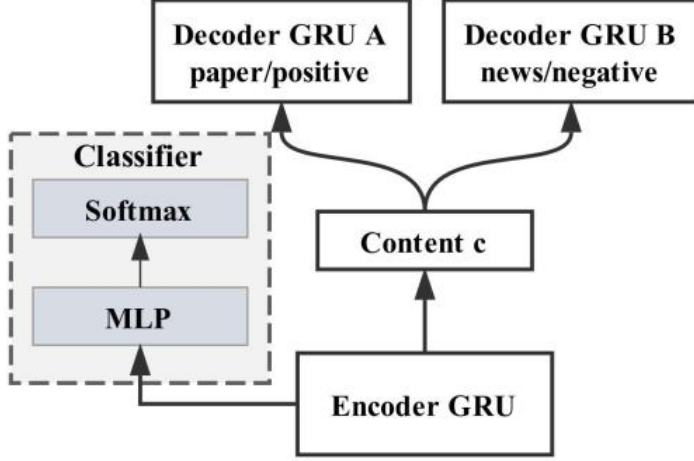 Decoder GRU A
paper/positive
Decoder GRU B
news/negative
Classifier
Softmax
Content c
MLP
Encoder GRU